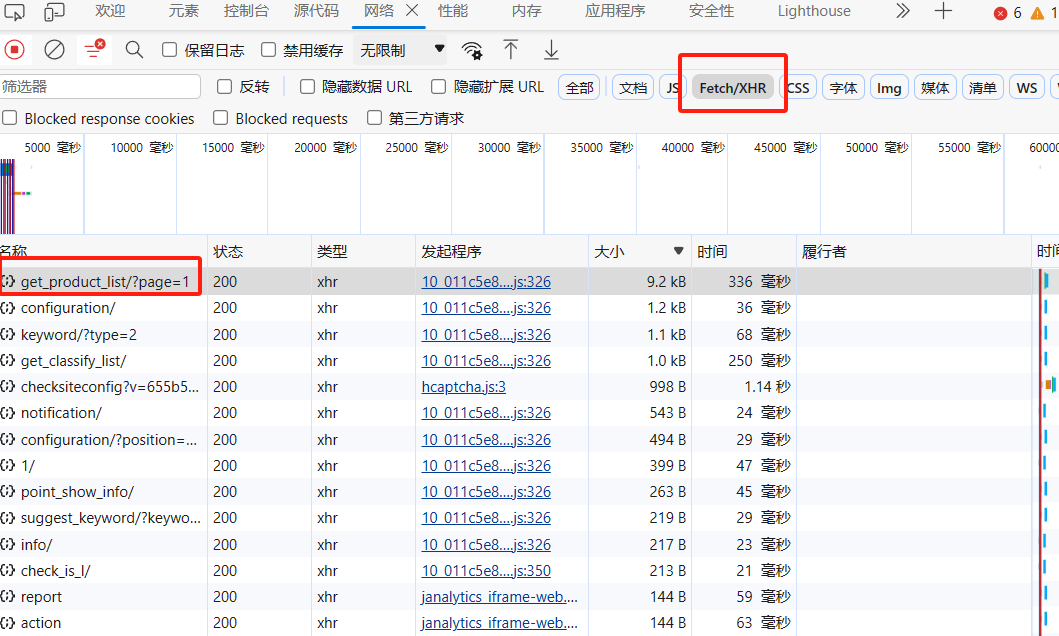 欢迎 元素 控制台 源代码 网络 性能 内存 应用程序 安全性 Lighthouse 6 1
保留日志 禁用缓存 无限制
筛选器 反转 隐藏数据 URL 隐藏扩展 URL 全部 文档 JS Fetch/XHR CSS 字体 Img 媒体 清单 WS
Blocked response cookies Blocked requests 第三方请求
5000 毫秒 10000 毫秒 15000 毫秒 20000 毫秒 25000 毫秒 30000 毫秒 35000 毫秒 40000 毫秒 45000 毫秒 50000 毫秒 55000 毫秒 60000
名称 状态 类型 发起程序 大小 时间 履行者 时间
get_product_list/?page=1 200 xhr 10_011c5e8....js:326 9.2 kB 336 毫秒
configuration/ 200 xhr 10_011c5e8....js:326 1.2 kB 36 毫秒
keyword/?type=2 200 xhr 10_011c5e8....js:326 1.1 kB 68 毫秒
get_classify_list/ 200 xhr 10_011c5e8....js:326 1.0 kB 250 毫秒
checksiteconfig?v=655b5... 200 xhr hcaptcha.js:3 998 B 1.14 秒
notification/ 200 xhr 10_011c5e8....js:326 543 B 24 毫秒
configuration/?position=... 200 xhr 10_011c5e8....js:326 494 B 29 毫秒
1/ 200 xhr 10_011c5e8....js:326 399 B 47 毫秒
point_show_info/ 200 xhr 10_011c5e8....js:326 263 B 45 毫秒
suggest_keyword/?keywo... 200 xhr 10_011c5e8....js:326 219 B 29 毫秒
info/ 200 xhr 10_011c5e8....js:326 217 B 23 毫秒
check_is_l/ 200 xhr 10_011c5e8....js:350 213 B 21 毫秒
report 200 xhr janalytics_iframe-web.... 144 B 59 毫秒
action 200 xhr janalytics_iframe-web.... 144 B 63 毫秒